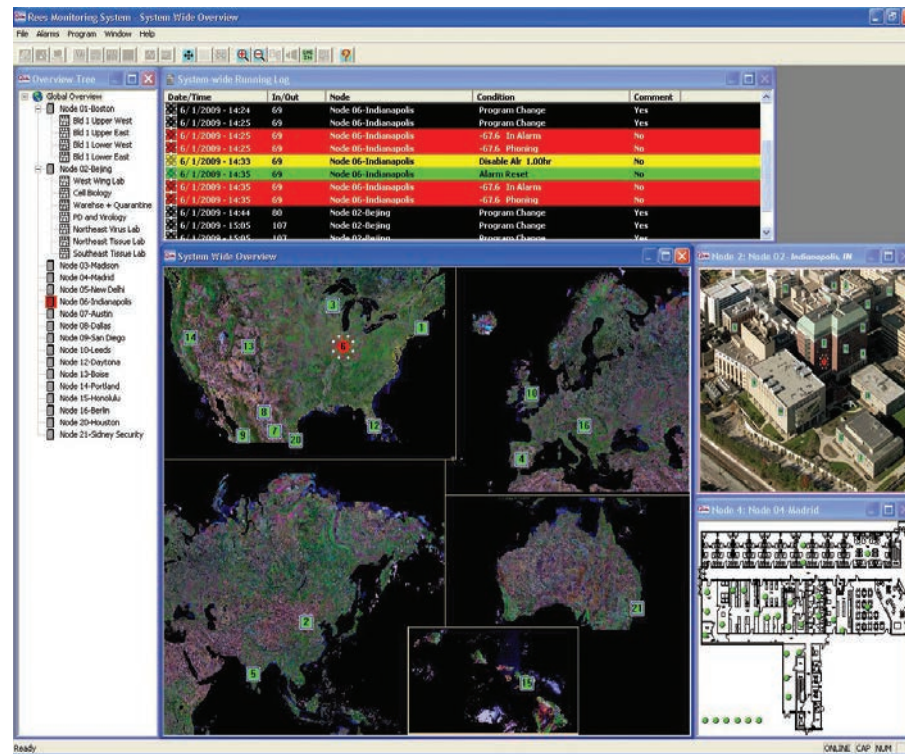 Rees Monitoring System - System Wide Overview
File Alarms Program Window Help
Overview Tree
Global Overview
Node 01-Boston
Bld 1 Upper West
Bld 1 Upper East
Bld 1 Lower West
Bld 1 Lower East
Node 02-Bejing
West Wing Lab
Cell Biology
Warehse + Quarantine
PD and Virology
Northeast Virus Lab
Northeast Tissue Lab
Southeast Tissue Lab
Node 03-Madison
Node 04-Madrid
Node 05-New Delhi
Node 06-Indianapolis
Node 07-Austin
Node 08-Dallas
Node 09-San Diego
Node 10-Leeds
Node 12-Daytona
Node 13-Boise
Node 14-Portland
Node 15-Honolulu
Node 16-Berlin
Node 20-Houston
Node 21-Sidney Security
System-wide Running Log
Date/Time In/Out Node Condition Comment
6/ 1/2009 - 14:24 69 Node 06-Indianapolis Program Change Yes
6/ 1/2009 - 14:25 69 Node 06-Indianapolis Program Change Yes
6/ 1/2009 - 14:25 69 Node 06-Indianapolis -67.6 In Alarm No
6/ 1/2009 - 14:25 69 Node 06-Indianapolis -67.6 Phoning No
6/ 1/2009 - 14:33 69 Node 06-Indianapolis Disable Alr 1.00hr No
6/ 1/2009 - 14:35 69 Node 06-Indianapolis Alarm Reset No
6/ 1/2009 - 14:35 69 Node 06-Indianapolis -67.6 In Alarm No
6/ 1/2009 - 14:35 69 Node 06-Indianapolis -67.6 Phoning No
6/ 1/2009 - 14:44 80 Node 02-Bejing Program Change Yes
6/ 1/2009 - 15:05 107 Node 02-Bejing Program Change Yes
6/ 1/2009 - 15:05 107 Node 02-Bejing Program Change Yes
System Wide Overview
3
1
14
13
6
8
9
7
20
12
10
16
4
2
5
21
15
Node 2: Node 02- Indianapolis, IN
Node 4: Node 04-Madrid
Ready ONLINE CAP NUM